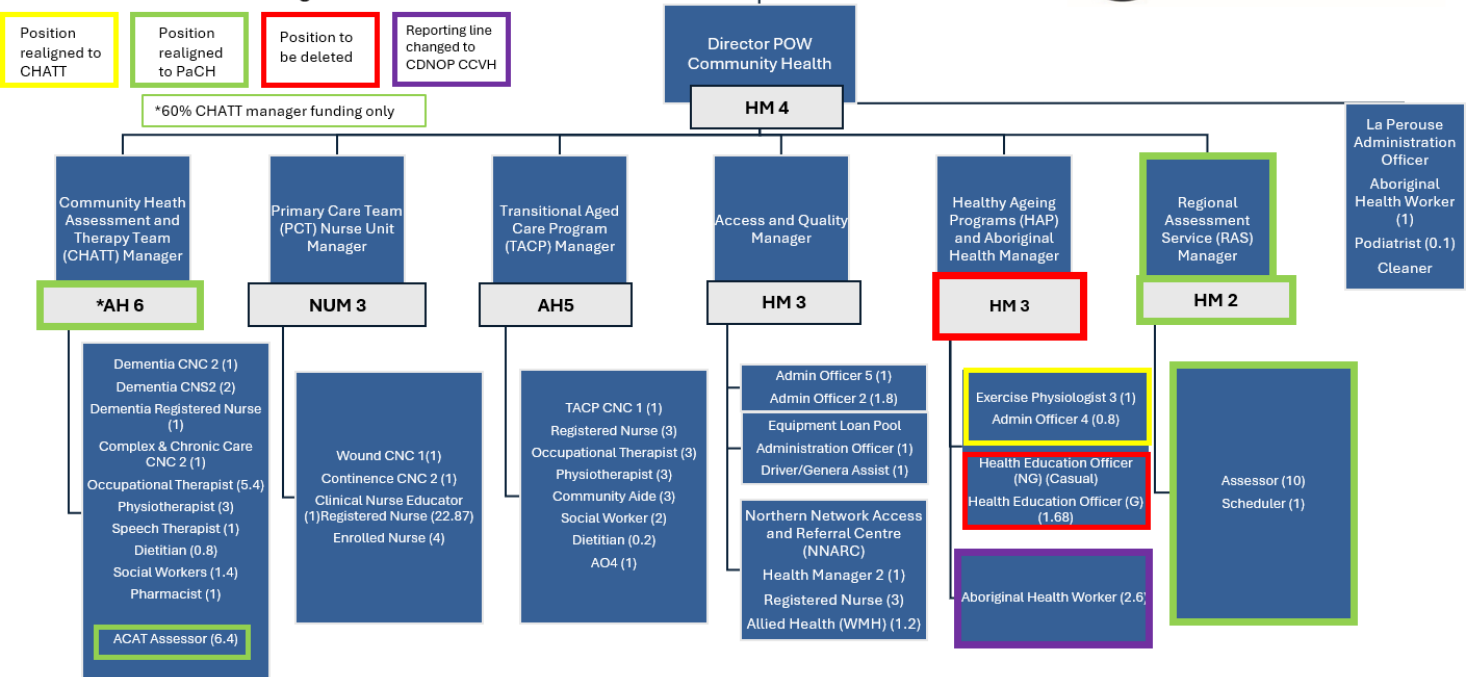 Position
realigned to
CHATT
Position
realigned
to PaCH
Position to
be deleted
Reporting line
changed to
CDNOP CCVH
*60% CHATT manager funding only
Director POW
Community Health
HM 4
La Perouse
Administration
Officer
Aboriginal
Health Worker
(1)
Podiatrist (0.1)
Cleaner
Community Heath
Assessment and
Therapy Team
(CHATT) Manager
*AH 6
Primary Care Team
(PCT) Nurse Unit
Manager
NUM 3
Transitional Aged
Care Program
(TACP) Manager
AH5
Access and Quality
Manager
HM 3
Healthy Ageing
Programs (HAP)
and Aboriginal
Health Manager
HM 3
Regional
Assessment
Service (RAS)
Manager
HM 2
Dementia CNC 2 (1)
Dementia CNS2 (2)
Dementia Registered Nurse
(1)
Complex & Chronic Care
CNC 2 (1)
Occupational Therapist (5.4)
Physiotherapist (3)
Speech Therapist (1)
Dietitian (0.8)
Social Workers (1.4)
Pharmacist (1)
ACAT Assessor (6.4)
Wound CNC 1(1)
Continence CNC 2 (1)
Clinical Nurse Educator
(1)Registered Nurse (22.87)
Enrolled Nurse (4)
TACP CNC 1 (1)
Registered Nurse (3)
Occupational Therapist (3)
Physiotherapist (3)
Community Aide (3)
Social Worker (2)
Dietitian (0.2)
AO4 (1)
Admin Officer 5 (1)
Admin Officer 2 (1.8)
Equipment Loan Pool
Administration Officer (1)
Driver/Genera Assist (1)
Northern Network Access
and Referral Centre
(NNARC)
Health Manager 2 (1)
Registered Nurse (3)
Allied Health (WMH) (1.2)
Exercise Physiologist 3 (1)
Admin Officer 4 (0.8)
Health Education Officer
(NG) (Casual)
Health Education Officer (G)
(1.68)
Aboriginal Health Worker (2.6)
Assessor (10)
Scheduler (1)